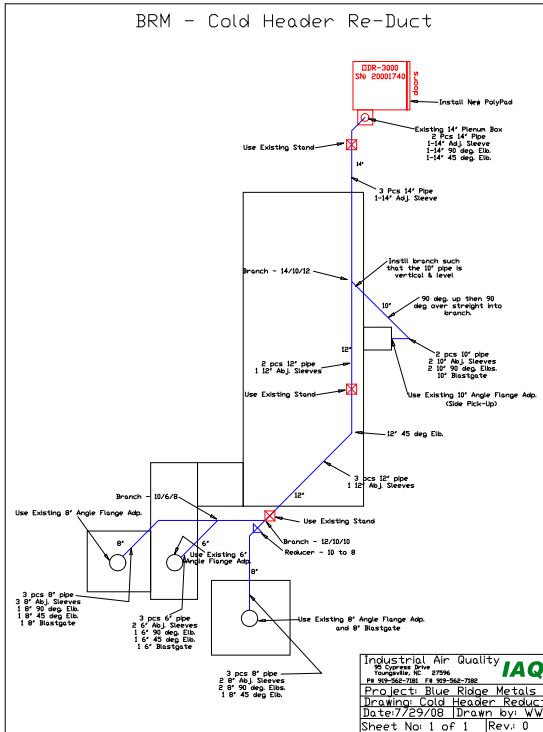 BRM - Cold Header Re-Duct
DDR-3000
SN: 20001740
doors
Install New PolyPad
Existing 14" Plenum Box
2 Pcs 14" Pipe
1-14" Adj. Sleeve
1-14" 90 deg. Elb.
1-14" 45 deg. Elb.
Use Existing Stand
14"
3 Pcs 14" Pipe
1-14" Adj. Sleeve
Instll branch such
that the 10" pipe is
vertical & level
Branch - 14/10/12
10"
90 deg. up then 90
deg over streight into
branch.
12"
2 pcs 12" pipe
1 12" Abj. Sleeves
2 pcs 10" pipe
2 10" Abj. Sleeves
2 10" 90 deg. Elbs.
10" Blastgate
Use Existing Stand
Use Existing 10" Angle Flange Adp.
(Side Pick-Up)
12" 45 deg Elb.
3 pcs 12" pipe
1 12" Abj. Sleeves
12"
Branch - 10/6/8
Use Existing 8" Angle Flange Adp.
Use Existing Stand
Branch - 12/10/10
Reducer - 10 to 8
8"
6"
Use Existing 6"
Angle Flange Adp.
8"
3 pcs 8" pipe
3 8" Abj. Sleeves
1 8" 90 deg. Elb.
1 8" 45 deg Elb.
1 8" Blastgate
3 pcs 6" pipe
2 6" Abj. Sleeves
1 6" 90 deg. Elb.
1 6" 45 deg Elb.
1 6" Blastgate
Use Existing 8" Angle Flange Adp.
and 8" Blastgate
3 pcs 8" pipe
2 8" Abj. Sleeves
2 8" 90 deg. Elbs.
1 8" 45 deg Elb.
Industrial Air Quality
95 Cypress Drive
Youngsville, NC 27596
P# 919-562-7181 F# 919-562-7182
IAQ
Project: Blue Ridge Metals
Drawing: Cold Header Reduct
Date:7/29/08 Drawn by: WW
Sheet No: 1 of 1 Rev.: 0